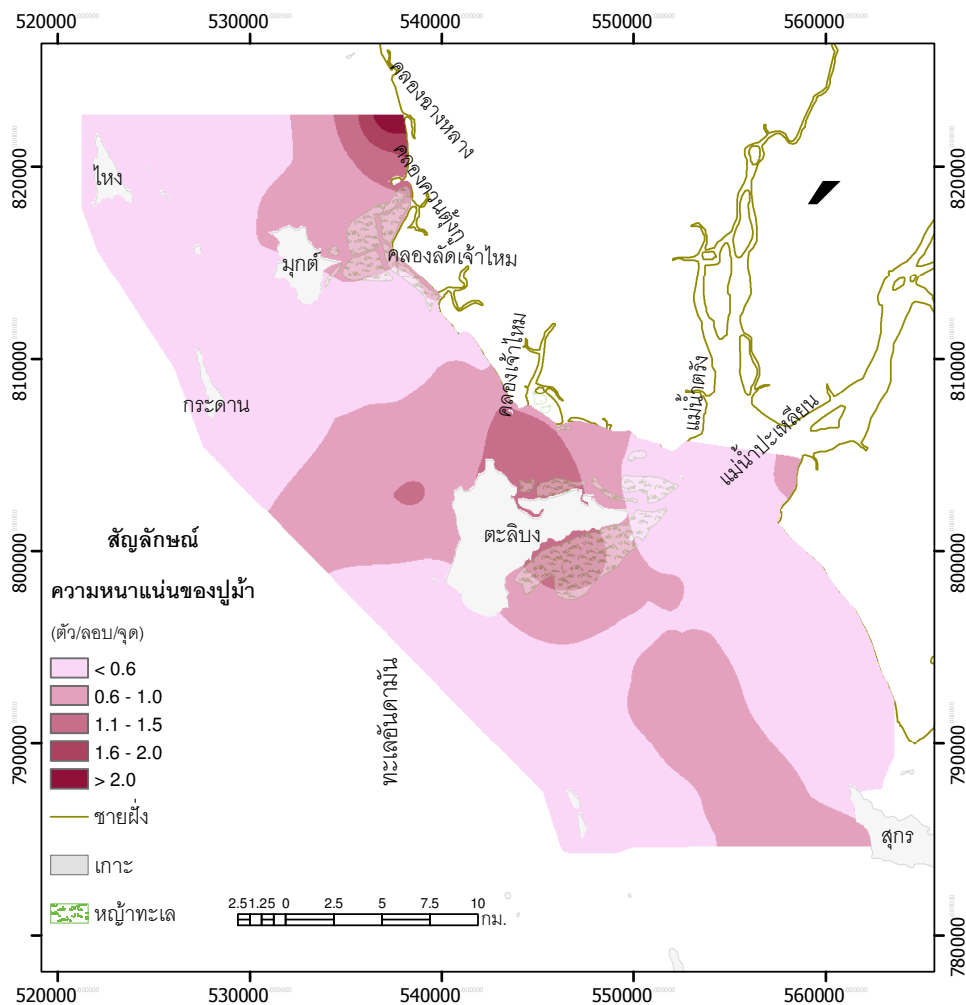 520000 530000 540000 550000 560000
820000
810000
800000
790000
780000
820000
810000
800000
790000
780000
คลองฉางหลาง
คลองควนตุ้งกู
คลองลัดเจ้าไหม
คลองเจ้าไหม
แม่น้ำตรัง
แม่น้ำปะเหลียน
ไหง
มุกต์
กระดาน
ตะลิบง
สุกร
ทะเลอันดามัน
สัญลักษณ์
ความหนาแน่นของปูม้า
(ตัว/ลอบ/จุด)
< 0.6
0.6 - 1.0
1.1 - 1.5
1.6 - 2.0
> 2.0
ชายฝั่ง
เกาะ
หญ้าทะเล
2.5 1.25 0 2.5 5 7.5 10
กม.
520000 530000 540000 550000 560000